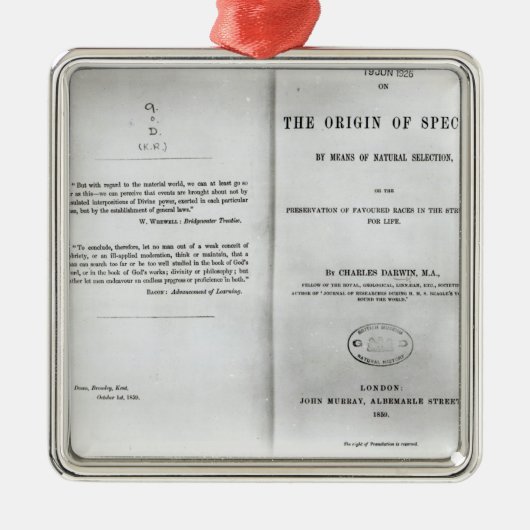 9.
o.
D.
(K.R.)
"But with regard to the material world, we can at least go so
as this—we can perceive that events are brought about not by
interpositions of Divine power, exerted in each particular
but by the establishment of general laws."
W. WHEWELL: Bridgewater Treatise.
"To conclude, therefore, let no man out of a weak conceit of
or an ill-applied moderation, think or maintain, that a
can search too far or be too well studied in the book of God's
or in the book of God's works; divinity or philosophy; but
let men endeavour an endless progress or proficience in both."
BACON: Advancement of Learning.
Down, Bromley, Kent,
October 1st, 1859.
19 JUN 1926
ON
THE ORIGIN OF SPEC
BY MEANS OF NATURAL SELECTION,
OR THE
PRESERVATION OF FAVOURED RACES IN THE STR
FOR LIFE.
BY CHARLES DARWIN, M.A.,
FELLOW OF THE ROYAL, GEOLOGICAL, LINNÆAN, ETC., SOCIETI
AUTHOR OF 'JOURNAL OF RESEARCHES DURING H. M. S. BEAGLE'S
ROUND THE WORLD.'
BRITISH MUSEUM
NATURAL HISTORY
LONDON:
JOHN MURRAY, ALBEMARLE STREET
1859.
The right of Translation is reserved.